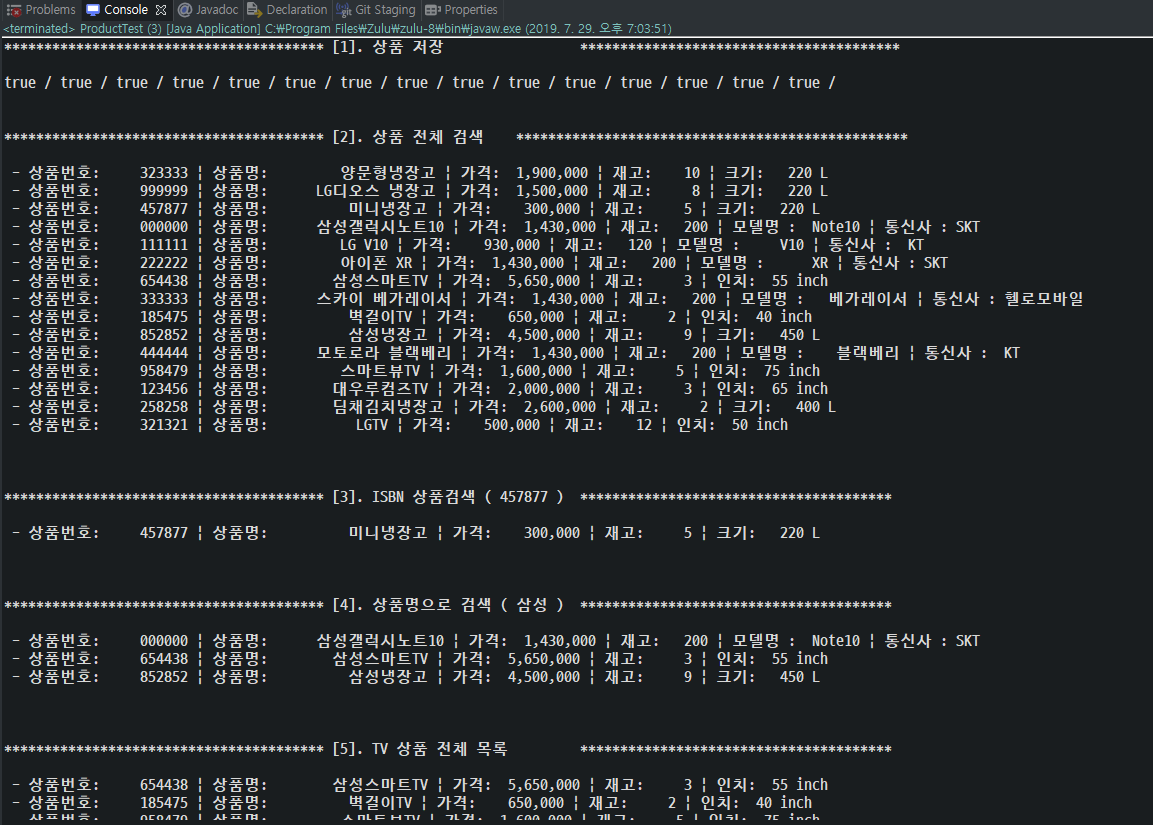 Problems Console Javadoc Declaration Git Staging Properties
<terminated> ProductTest (3) [Java Application] C:₩Program Files₩Zulu₩zulu-8₩bin₩javaw.exe (2019. 7. 29. 오후 7:03:51)
**************************************** [1]. 상품 저장 ****************************************
true / true / true / true / true / true / true / true / true / true / true / true / true / true / true /
**************************************** [2]. 상품 전체 검색 *************************************************
- 상품번호: 323333 ¦ 상품명: 양문형냉장고 ¦ 가격: 1,900,000 ¦ 재고: 10 ¦ 크기: 220 L
- 상품번호: 999999 ¦ 상품명: LG디오스 냉장고 ¦ 가격: 1,500,000 ¦ 재고: 8 ¦ 크기: 220 L
- 상품번호: 457877 ¦ 상품명: 미니냉장고 ¦ 가격: 300,000 ¦ 재고: 5 ¦ 크기: 220 L
- 상품번호: 000000 ¦ 상품명: 삼성갤럭시노트10 ¦ 가격: 1,430,000 ¦ 재고: 200 ¦ 모델명 : Note10 ¦ 통신사 : SKT
- 상품번호: 111111 ¦ 상품명: LG V10 ¦ 가격: 930,000 ¦ 재고: 120 ¦ 모델명 : V10 ¦ 통신사 : KT
- 상품번호: 222222 ¦ 상품명: 아이폰 XR ¦ 가격: 1,430,000 ¦ 재고: 200 ¦ 모델명 : XR ¦ 통신사 : SKT
- 상품번호: 654438 ¦ 상품명: 삼성스마트TV ¦ 가격: 5,650,000 ¦ 재고: 3 ¦ 인치: 55 inch
- 상품번호: 333333 ¦ 상품명: 스카이 베가레이서 ¦ 가격: 1,430,000 ¦ 재고: 200 ¦ 모델명 : 베가레이서 ¦ 통신사 : 헬로모바일
- 상품번호: 185475 ¦ 상품명: 벽걸이TV ¦ 가격: 650,000 ¦ 재고: 2 ¦ 인치: 40 inch
- 상품번호: 852852 ¦ 상품명: 삼성냉장고 ¦ 가격: 4,500,000 ¦ 재고: 9 ¦ 크기: 450 L
- 상품번호: 444444 ¦ 상품명: 모토로라 블랙베리 ¦ 가격: 1,430,000 ¦ 재고: 200 ¦ 모델명 : 블랙베리 ¦ 통신사 : KT
- 상품번호: 958479 ¦ 상품명: 스마트뷰TV ¦ 가격: 1,600,000 ¦ 재고: 5 ¦ 인치: 75 inch
- 상품번호: 123456 ¦ 상품명: 대우루컴즈TV ¦ 가격: 2,000,000 ¦ 재고: 3 ¦ 인치: 65 inch
- 상품번호: 258258 ¦ 상품명: 딤채김치냉장고 ¦ 가격: 2,600,000 ¦ 재고: 2 ¦ 크기: 400 L
- 상품번호: 321321 ¦ 상품명: LGTV ¦ 가격: 500,000 ¦ 재고: 12 ¦ 인치: 50 inch
**************************************** [3]. ISBN 상품검색 ( 457877 ) ***************************************
- 상품번호: 457877 ¦ 상품명: 미니냉장고 ¦ 가격: 300,000 ¦ 재고: 5 ¦ 크기: 220 L
**************************************** [4]. 상품명으로 검색 ( 삼성 ) ***************************************
- 상품번호: 000000 ¦ 상품명: 삼성갤럭시노트10 ¦ 가격: 1,430,000 ¦ 재고: 200 ¦ 모델명 : Note10 ¦ 통신사 : SKT
- 상품번호: 654438 ¦ 상품명: 삼성스마트TV ¦ 가격: 5,650,000 ¦ 재고: 3 ¦ 인치: 55 inch
- 상품번호: 852852 ¦ 상품명: 삼성냉장고 ¦ 가격: 4,500,000 ¦ 재고: 9 ¦ 크기: 450 L
**************************************** [5]. TV 상품 전체 목록 ***************************************
- 상품번호: 654438 ¦ 상품명: 삼성스마트TV ¦ 가격: 5,650,000 ¦ 재고: 3 ¦ 인치: 55 inch
- 상품번호: 185475 ¦ 상품명: 벽걸이TV ¦ 가격: 650,000 ¦ 재고: 2 ¦ 인치: 40 inch
- 상품번호: 958479 ¦ 상품명: 스마트뷰TV ¦ 가격: 1,600,000 ¦ 재고: 5 ¦ 인치: 75 inch